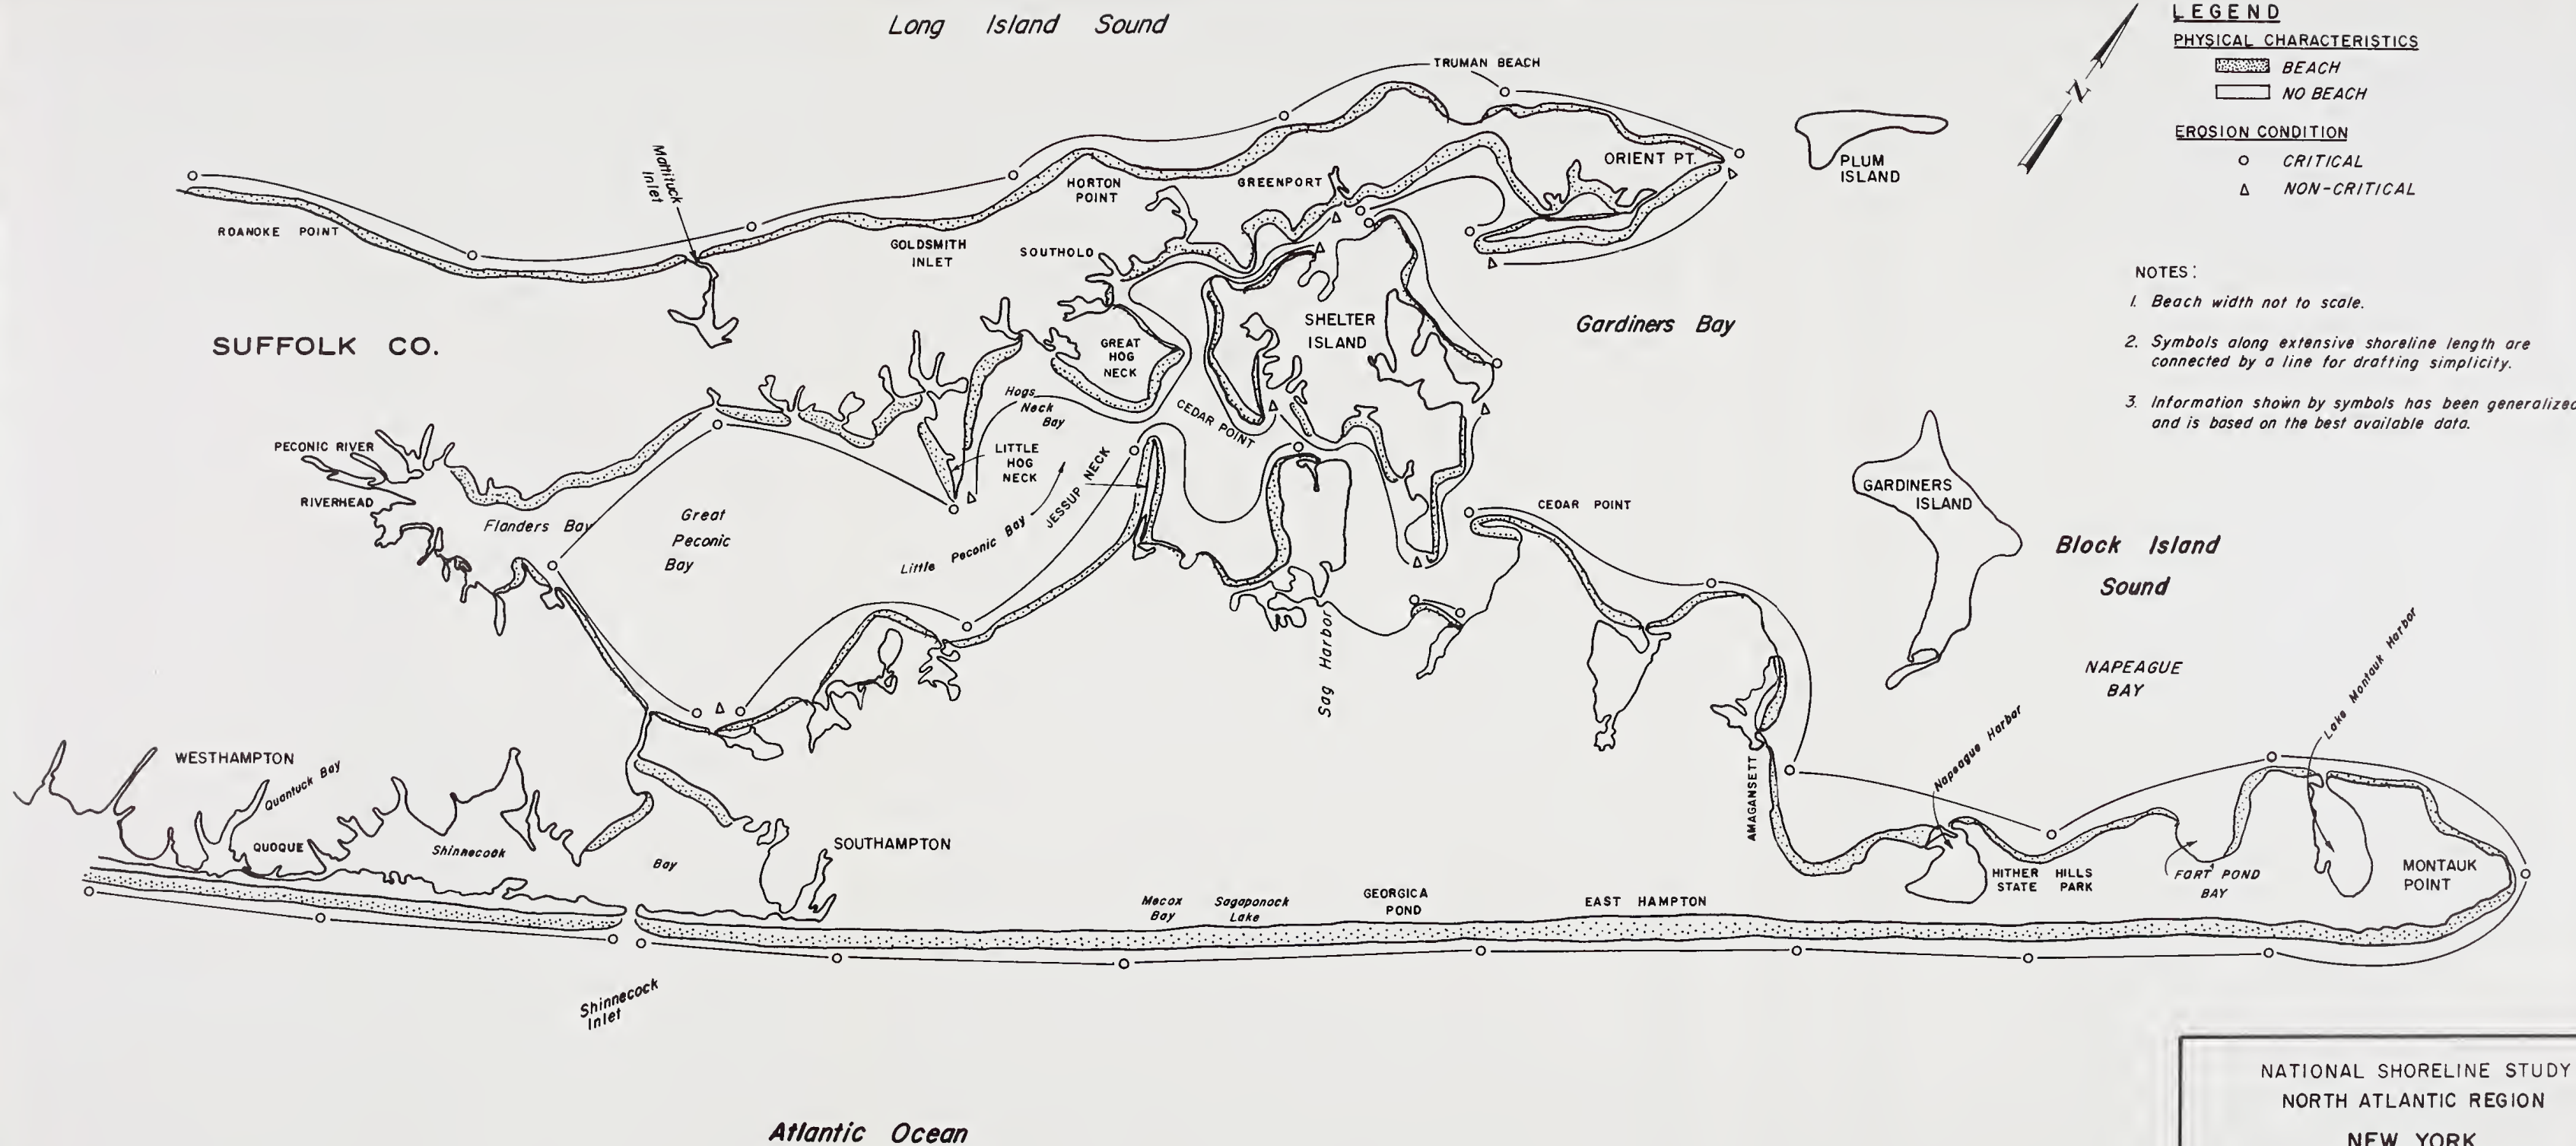 Long Island Sound
LEGEND
PHYSICAL CHARACTERISTICS
BEACH
NO BEACH
EROSION CONDITION
CRITICAL
NON-CRITICAL
N
NOTES:
1. Beach width not to scale.
2. Symbols along extensive shoreline length are
connected by a line for drafting simplicity.
3. Information shown by symbols has been generalized
and is based on the best available data.
TRUMAN BEACH
ORIENT PT.
PLUM
ISLAND
Mattituck
Inlet
HORTON
POINT
GREENPORT
ROANOKE POINT
GOLDSMITH
INLET
SOUTHOLD
SUFFOLK CO.
SHELTER
ISLAND
Gardiners Bay
GREAT
HOG
NECK
Hogs
Neck
Bay
CEDAR POINT
PECONIC RIVER
RIVERHEAD
LITTLE
HOG
NECK
JESSUP NECK
Flanders Bay
Great
Peconic
Bay
Little Peconic Bay
CEDAR POINT
GARDINERS
ISLAND
Block Island
Sound
Sag Harbor
NAPEAGUE
BAY
Lake Montauk Harbor
Napeague Harbor
WESTHAMPTON
Quantuck Bay
QUOGUE
Shinnecock
Bay
SOUTHAMPTON
AMAGANSETT
HITHER HILLS
STATE PARK
FORT POND
BAY
MONTAUK
POINT
Mecox
Bay
Sagaponock
Lake
GEORGICA
POND
EAST HAMPTON
Shinnecock
Inlet
Atlantic Ocean
NATIONAL SHORELINE STUDY
NORTH ATLANTIC REGION
NEW YORK